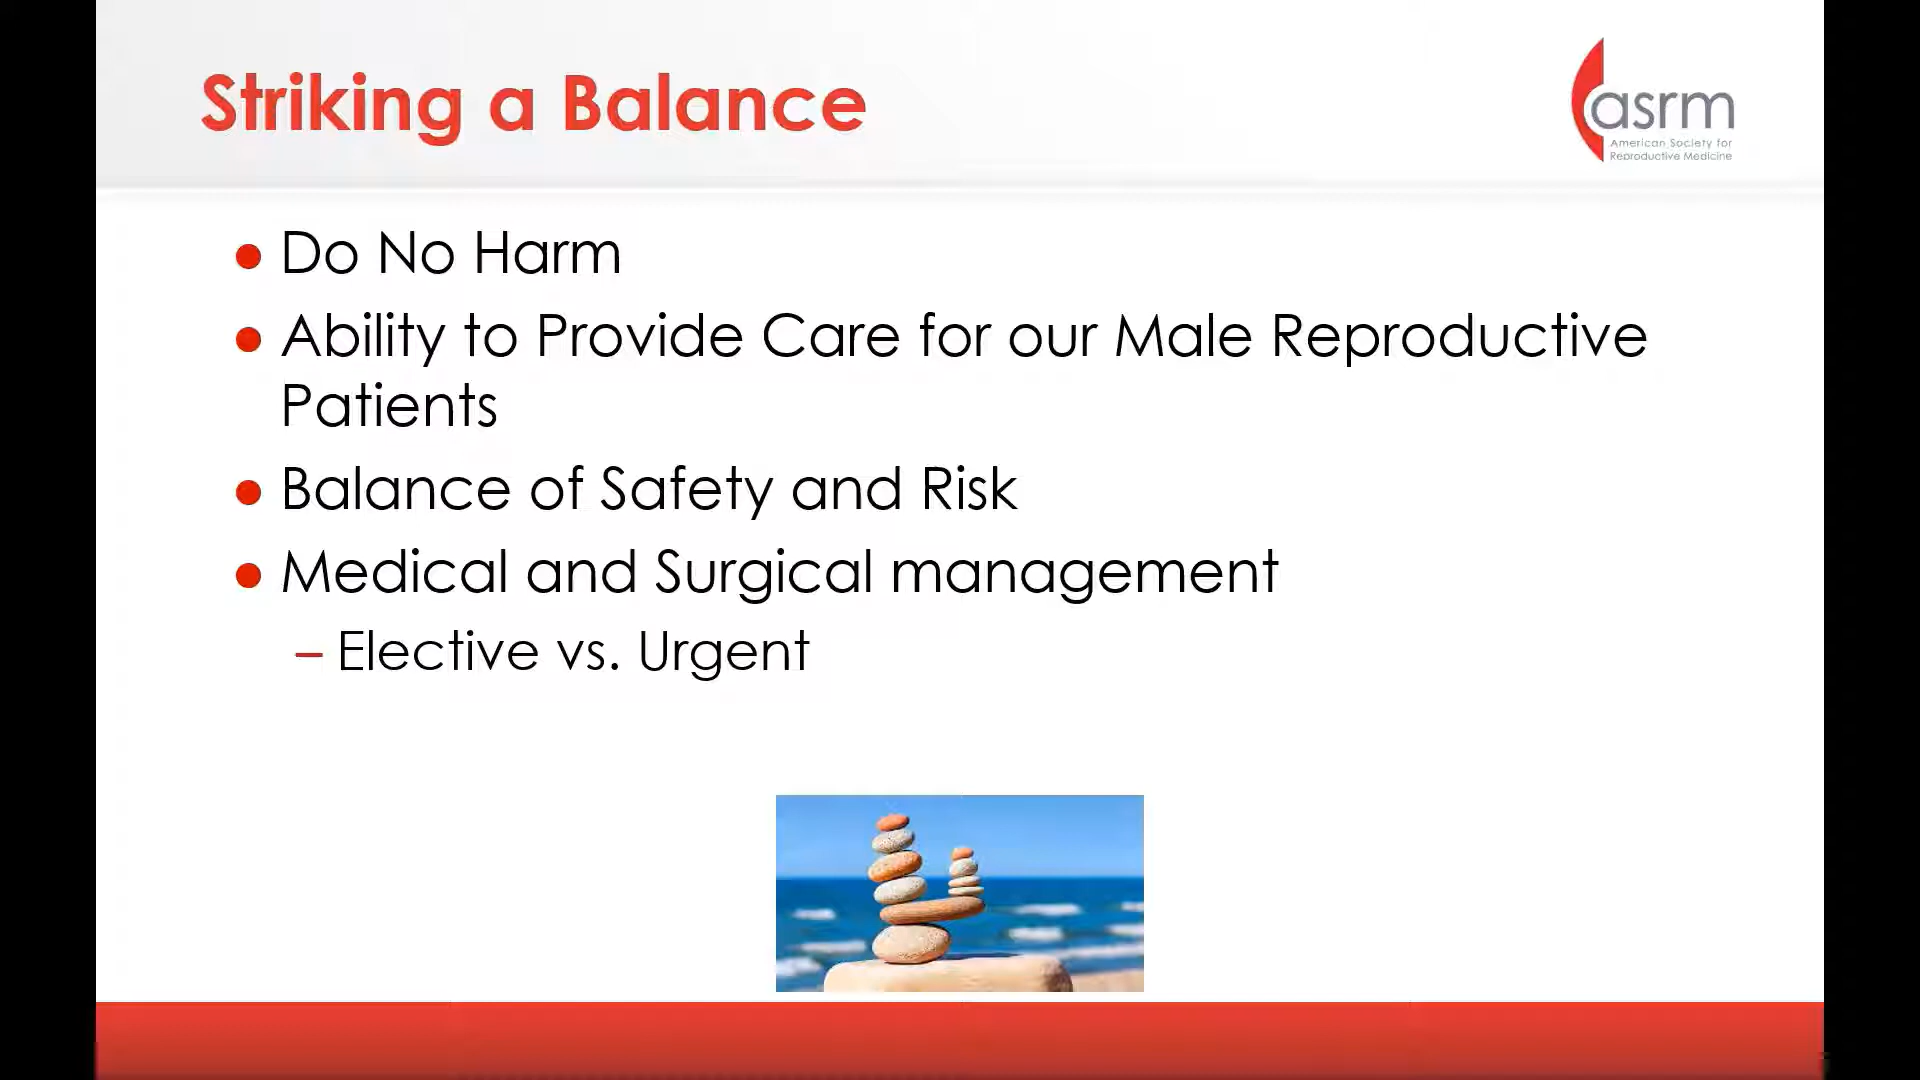 Striking a Balance
asrm
American Society for
Reproductive Medicine
● Do No Harm
● Ability to Provide Care for our Male Reproductive
Patients
● Balance of Safety and Risk
● Medical and Surgical management
– Elective vs. Urgent